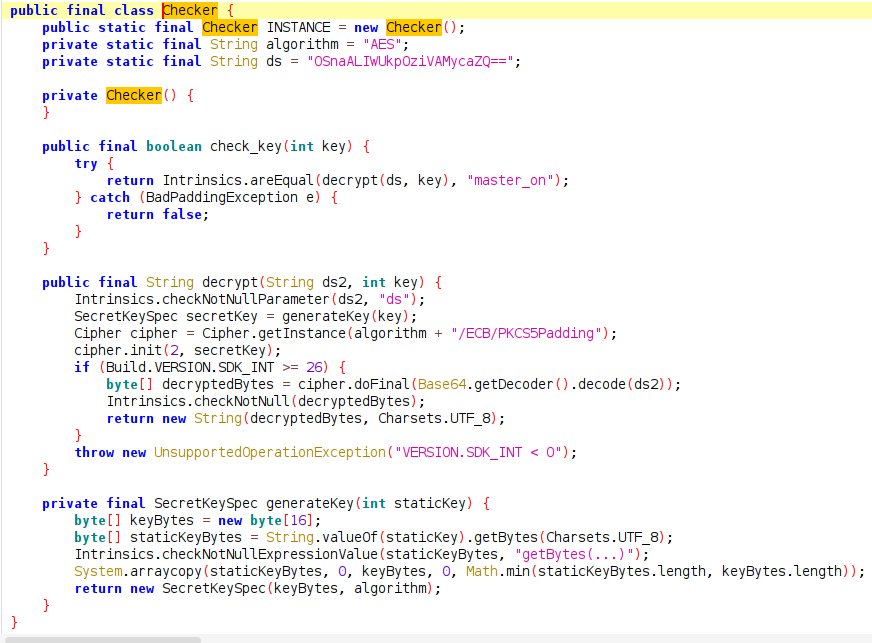 public final class Checker {
    public static final Checker INSTANCE = new Checker();
    private static final String algorithm = "AES";
    private static final String ds = "OSnaALIWUkpOziVAMycaZQ==";
    private Checker() {
    }
    public final boolean check_key(int key) {
        try {
            return Intrinsics.areEqual(decrypt(ds, key), "master_on");
        } catch (BadPaddingException e) {
            return false;
        }
    }
    public final String decrypt(String ds2, int key) {
        Intrinsics.checkNotNullParameter(ds2, "ds");
        SecretKeySpec secretKey = generateKey(key);
        Cipher cipher = Cipher.getInstance(algorithm + "/ECB/PKCS5Padding");
        cipher.init(2, secretKey);
        if (Build.VERSION.SDK_INT >= 26) {
            byte[] decryptedBytes = cipher.doFinal(Base64.getDecoder().decode(ds2));
            Intrinsics.checkNotNull(decryptedBytes);
            return new String(decryptedBytes, Charsets.UTF_8);
        }
        throw new UnsupportedOperationException("VERSION.SDK_INT < O");
    }
    private final SecretKeySpec generateKey(int staticKey) {
        byte[] keyBytes = new byte[16];
        byte[] staticKeyBytes = String.valueOf(staticKey).getBytes(Charsets.UTF_8);
        Intrinsics.checkNotNullExpressionValue(staticKeyBytes, "getBytes(...)");
        System.arraycopy(staticKeyBytes, 0, keyBytes, 0, Math.min(staticKeyBytes.length, keyBytes.length));
        return new SecretKeySpec(keyBytes, algorithm);
    }
}